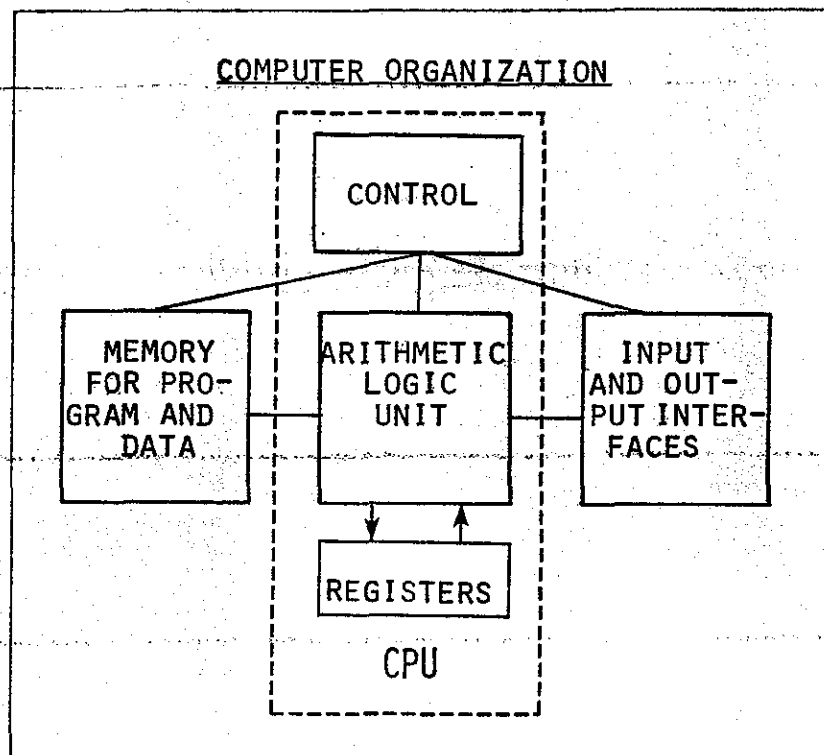 COMPUTER ORGANIZATION
CONTROL
MEMORY
FOR PRO-
GRAM AND
DATA
ARITHMETIC
LOGIC
UNIT
INPUT
AND OUT-
PUT INTER-
FACES
REGISTERS
CPU